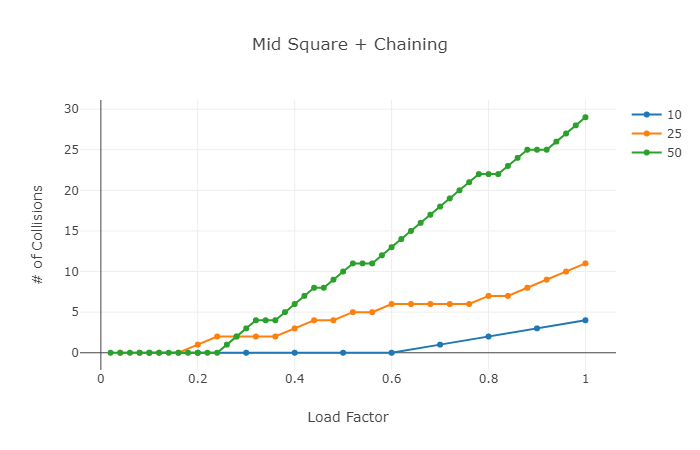 Mid Square + Chaining
30
25
20
15
10
5
0
# of Collisions
0 0.2 0.4 0.6 0.8 1
Load Factor
10
25
50